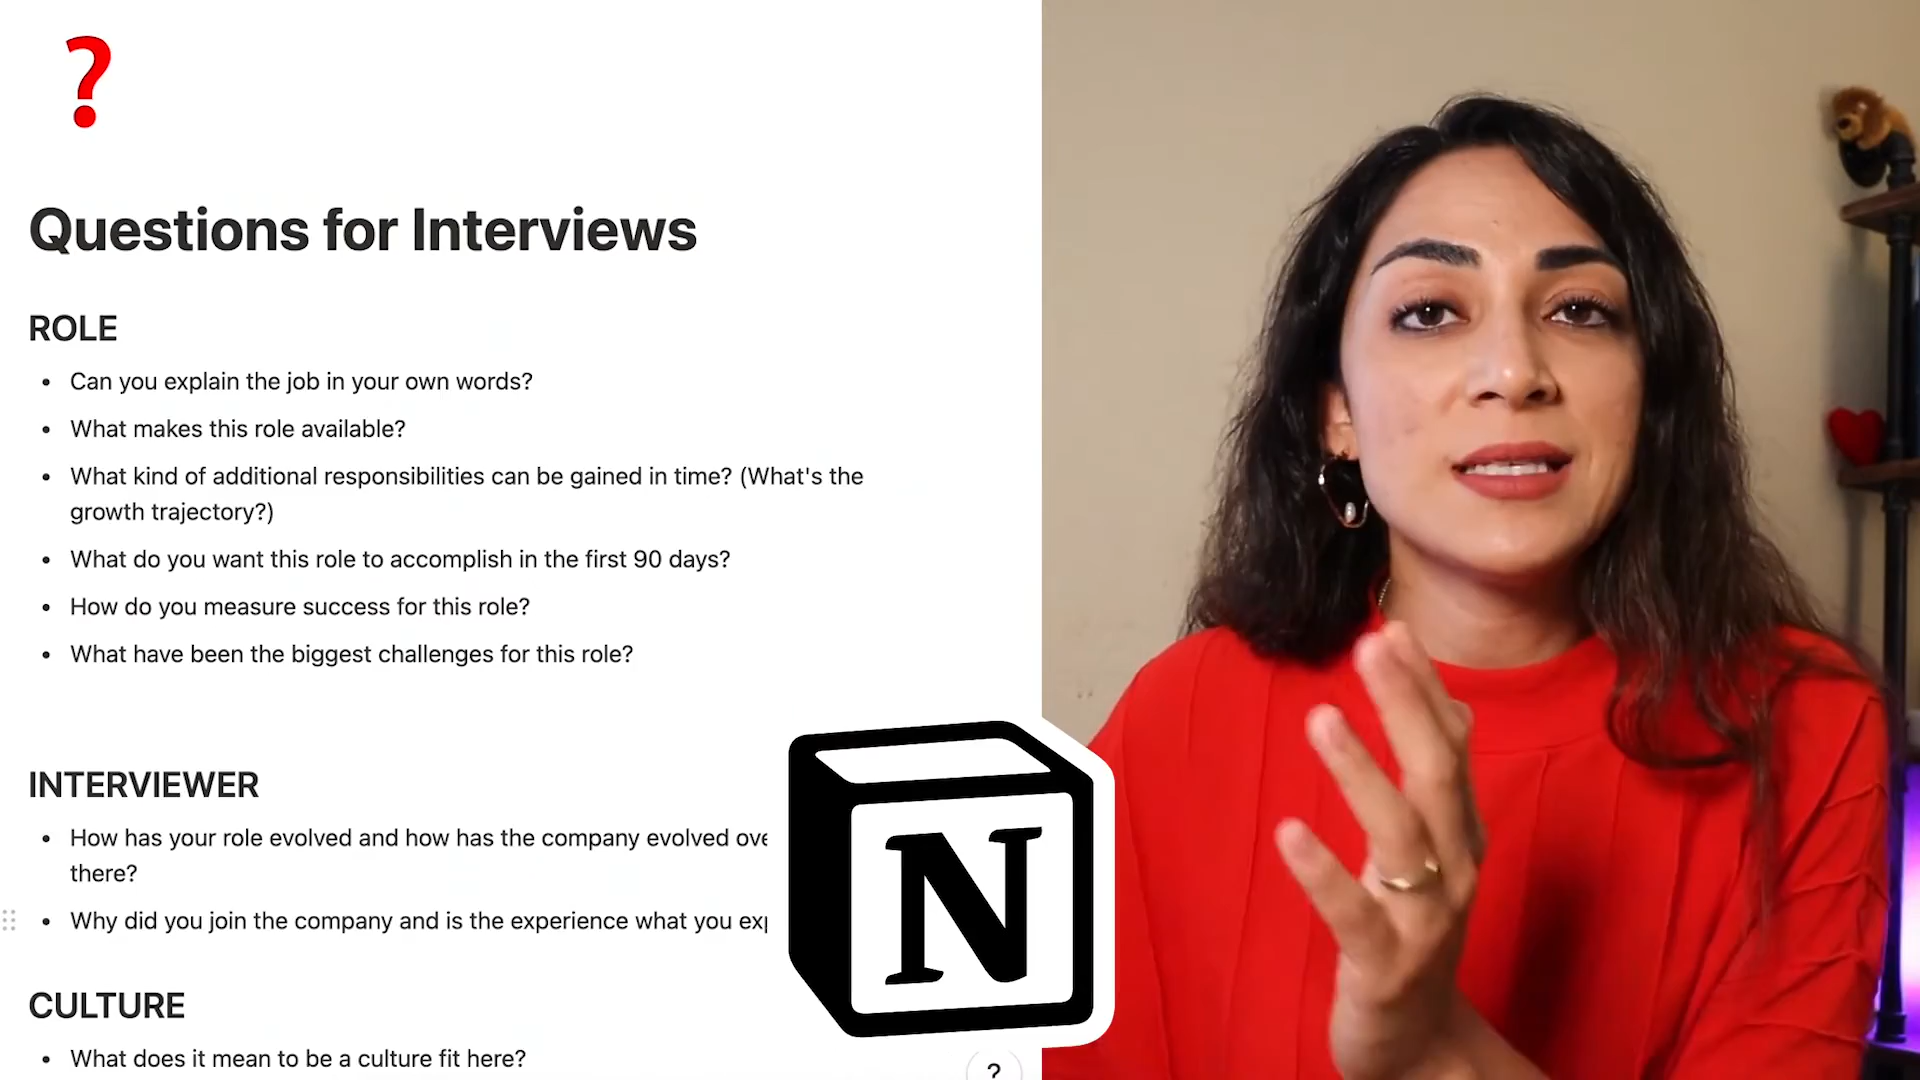 ?
Questions for Interviews
ROLE
• Can you explain the job in your own words?
• What makes this role available?
• What kind of additional responsibilities can be gained in time? (What's the
growth trajectory?)
• What do you want this role to accomplish in the first 90 days?
• How do you measure success for this role?
• What have been the biggest challenges for this role?
INTERVIEWER
• How has your role evolved and how has the company evolved
there?
• Why did you join the company and is the experience what you
N
CULTURE
• What does it mean to be a culture fit here?
?